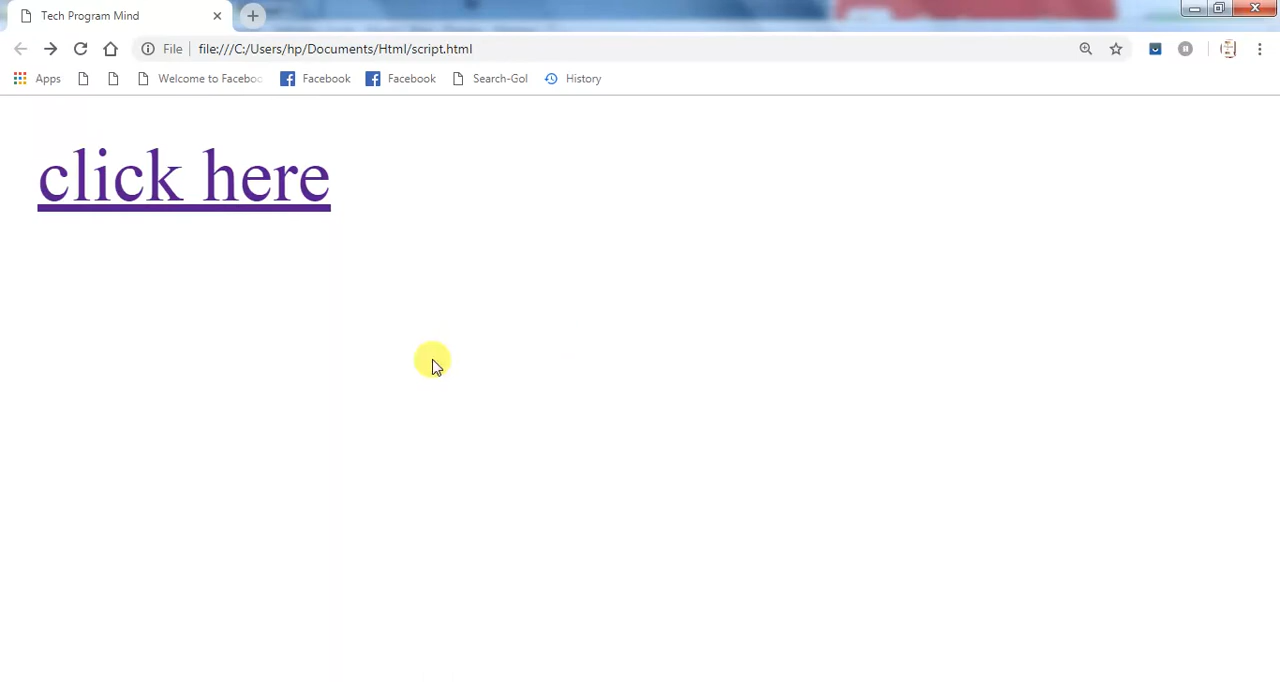 Tech Program Mind
File file:///C:/Users/hp/Documents/Html/script.html
Apps Welcome to Faceboo Facebook Facebook Search-Gol History
click here